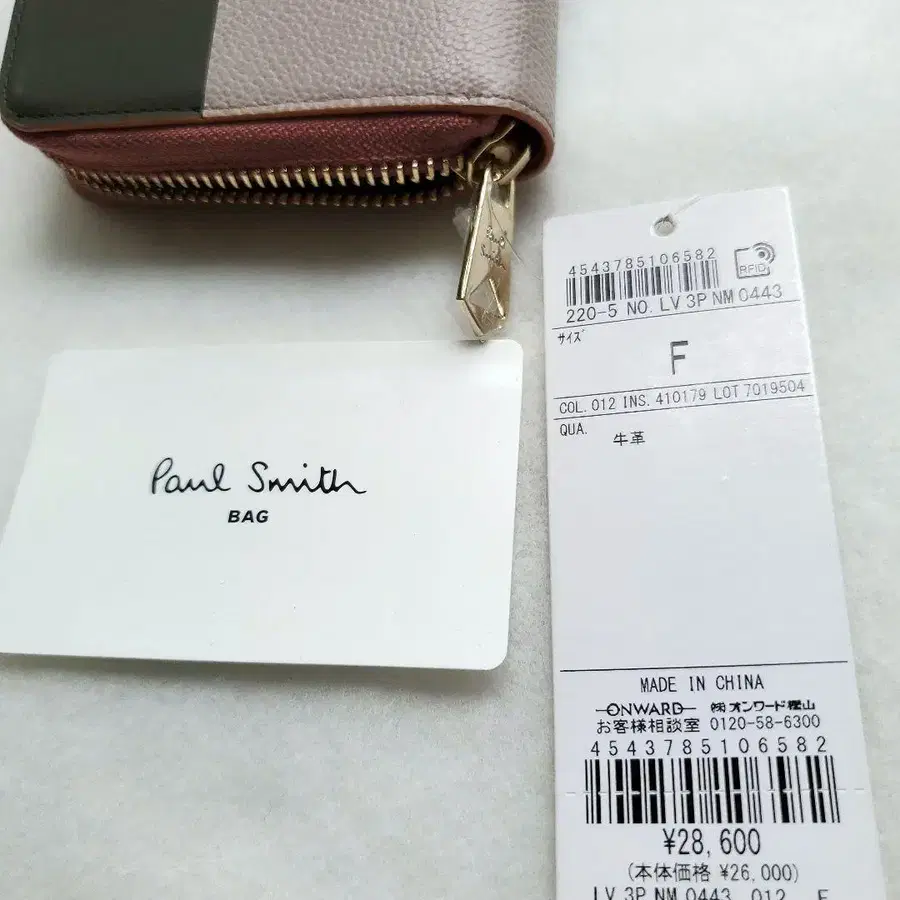 Paul Smith
BAG
4543785106582
RFID
220-5 NO. LV 3P NM 0443
サイズ
F
COL. 012 INS. 410179 LOT 7019504
QUA.
牛革
MADE IN CHINA
ONWARD ㈱オンワード樫山
お客様相談室 0120-58-6300
4543785106582
¥28,600
(本体価格 ¥26,000)
LV 3P NM 0443 012 F